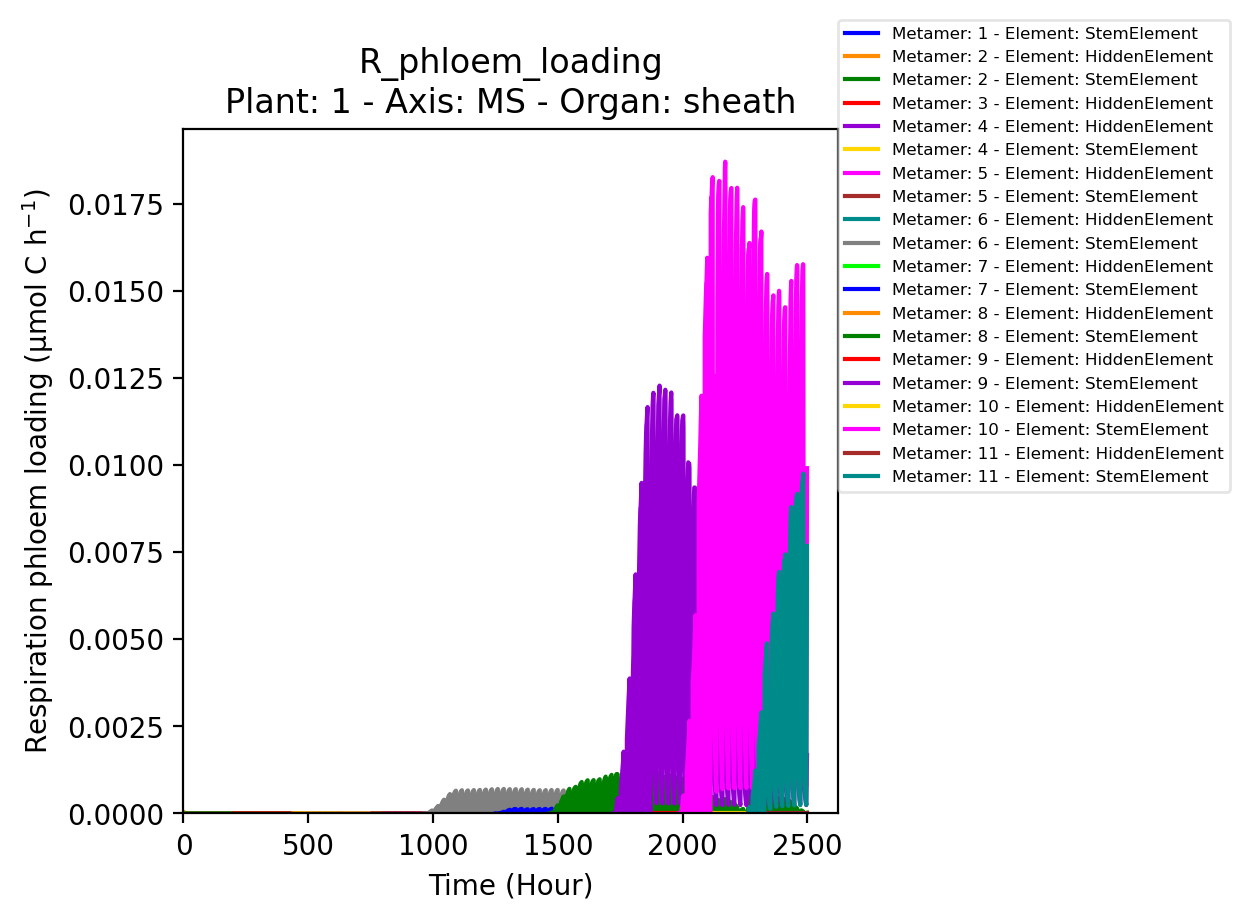 R_phloem_loading
Plant: 1 - Axis: MS - Organ: sheath
Respiration phloem loading (µmol C h⁻¹)
0.0175
0.0150
0.0125
0.0100
0.0075
0.0050
0.0025
0.0000
0 500 1000 1500 2000 2500
Time (Hour)
Metamer: 1 - Element: StemElement
Metamer: 2 - Element: HiddenElement
Metamer: 2 - Element: StemElement
Metamer: 3 - Element: HiddenElement
Metamer: 4 - Element: HiddenElement
Metamer: 4 - Element: StemElement
Metamer: 5 - Element: HiddenElement
Metamer: 5 - Element: StemElement
Metamer: 6 - Element: HiddenElement
Metamer: 6 - Element: StemElement
Metamer: 7 - Element: HiddenElement
Metamer: 7 - Element: StemElement
Metamer: 8 - Element: HiddenElement
Metamer: 8 - Element: StemElement
Metamer: 9 - Element: HiddenElement
Metamer: 9 - Element: StemElement
Metamer: 10 - Element: HiddenElement
Metamer: 10 - Element: StemElement
Metamer: 11 - Element: HiddenElement
Metamer: 11 - Element: StemElement